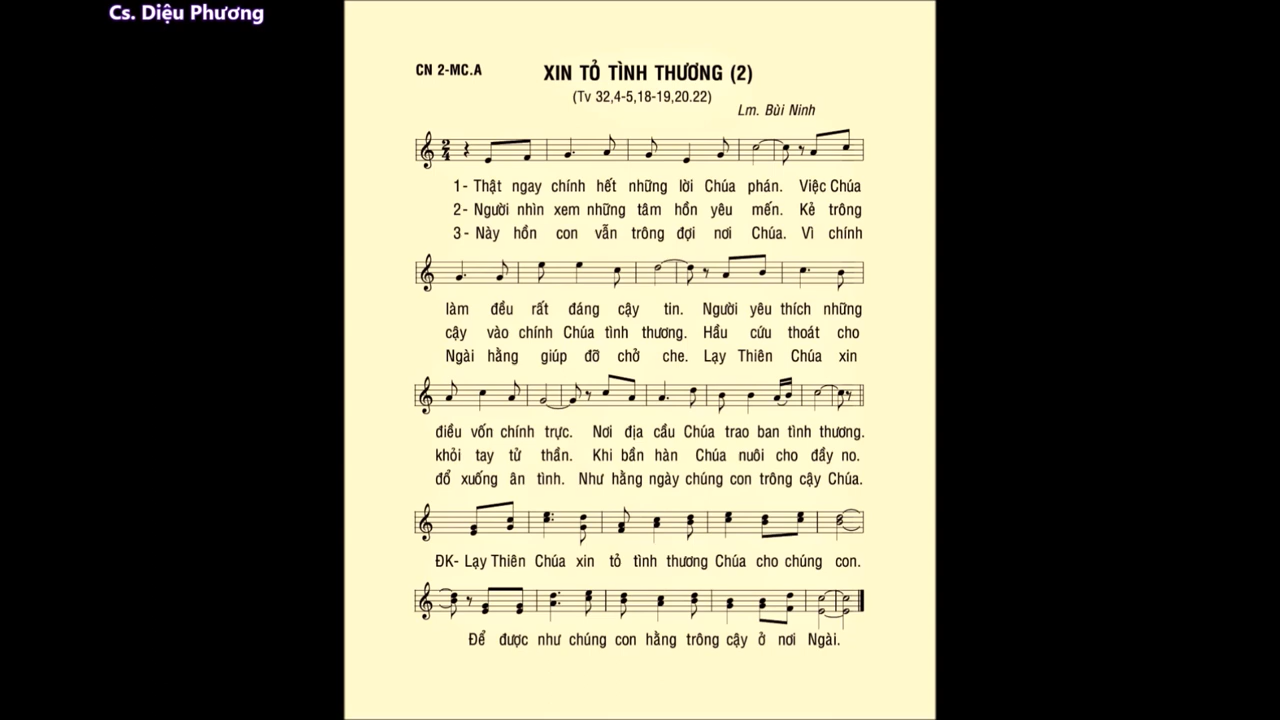 Cs. Diệu Phương
CN 2-MC.A
XIN TỎ TÌNH THƯƠNG (2)
(Tv 32,4-5,18-19,20.22)
Lm. Bùi Ninh
1- Thật ngay chính hết những lời Chúa phán. Việc Chúa
2- Người nhìn xem những tâm hồn yêu mến. Kẻ trông
3- Này hồn con vẫn trông đợi nơi Chúa. Vì chính
làm đều rất đáng cậy tin. Người yêu thích những
cậy vào chính Chúa tình thương. Hầu cứu thoát cho
Ngài hằng giúp đỡ chở che. Lạy Thiên Chúa xin
điều vốn chính trực. Nơi địa cầu Chúa trao ban tình thương.
khỏi tay tử thần. Khi bần hàn Chúa nuôi cho đầy no.
đổ xuống ân tình. Như hằng ngày chúng con trông cậy Chúa.
ĐK- Lạy Thiên Chúa xin tỏ tình thương Chúa cho chúng con.
Để được như chúng con hằng trông cậy ở nơi Ngài.